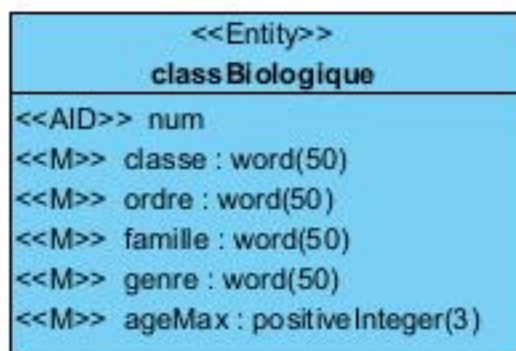 <<Entity>>
classBiologique
<<AID>> num
<<M>> classe : word(50)
<<M>> ordre : word(50)
<<M>> famille : word(50)
<<M>> genre : word(50)
<<M>> ageMax : positiveInteger(3)